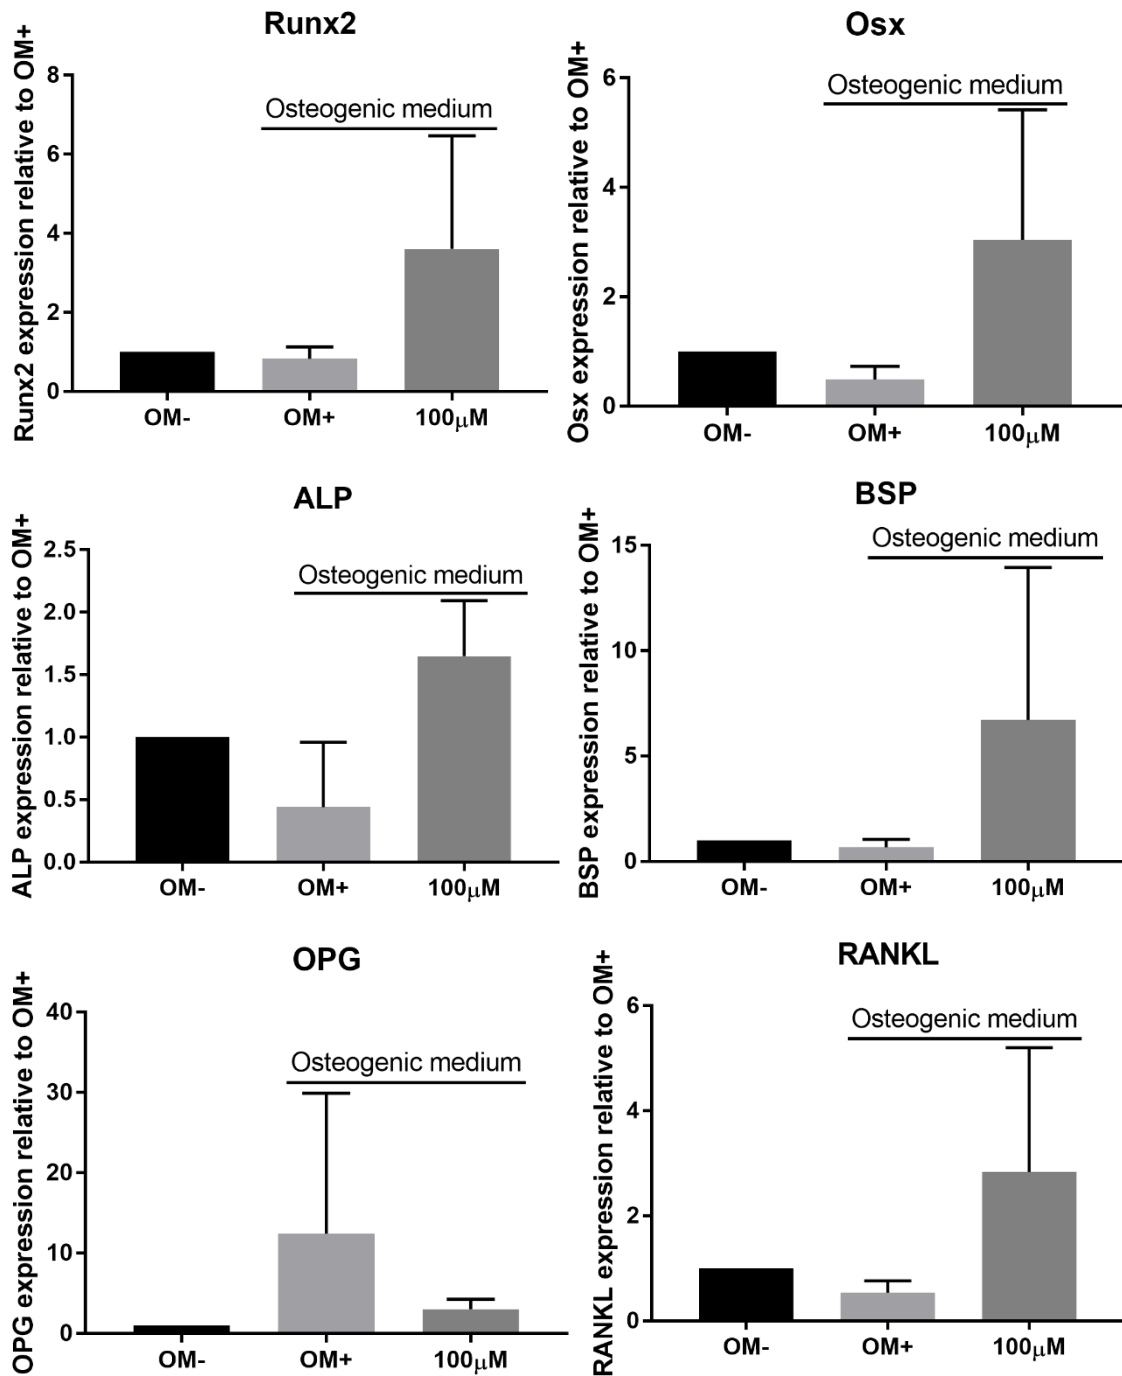 Runx2
Runx2 expression relative to OM+
8
6
4
2
0
Osteogenic medium
OM-
OM+
100μM
Osx
Osx expression relative to OM+
6
4
2
0
Osteogenic medium
OM-
OM+
100μM
ALP
ALP expression relative to OM+
2.5
2.0
1.5
1.0
0.5
0.0
Osteogenic medium
OM-
OM+
100μM
BSP
BSP expression relative to OM+
15
10
5
0
Osteogenic medium
OM-
OM+
100μM
OPG
OPG expression relative to OM+
40
30
20
10
0
Osteogenic medium
OM-
OM+
100μM
RANKL
RANKL expression relative to OM+
6
4
2
0
Osteogenic medium
OM-
OM+
100μM